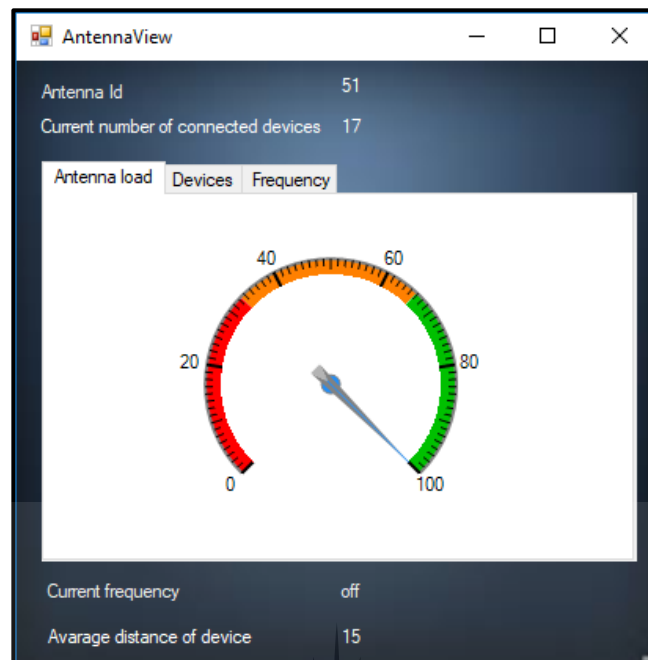 AntennaView
Antenna Id 51
Current number of connected devices 17
Antenna load Devices Frequency
40 60
20 80
0 100
Current frequency off
Avarage distance of device 15